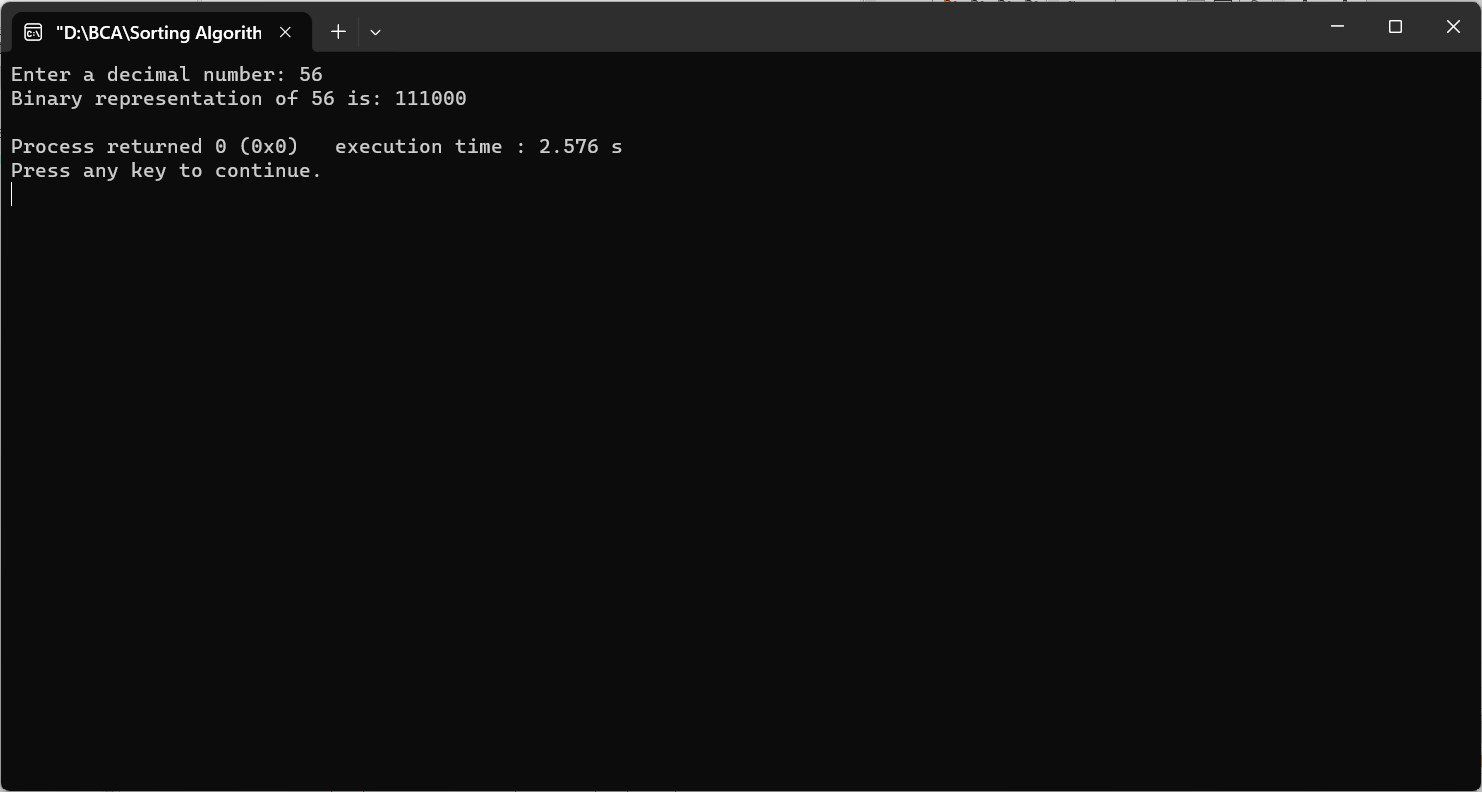 "D:\BCA\Sorting Algorith
Enter a decimal number: 56
Binary representation of 56 is: 111000
Process returned 0 (0x0)   execution time : 2.576 s
Press any key to continue.